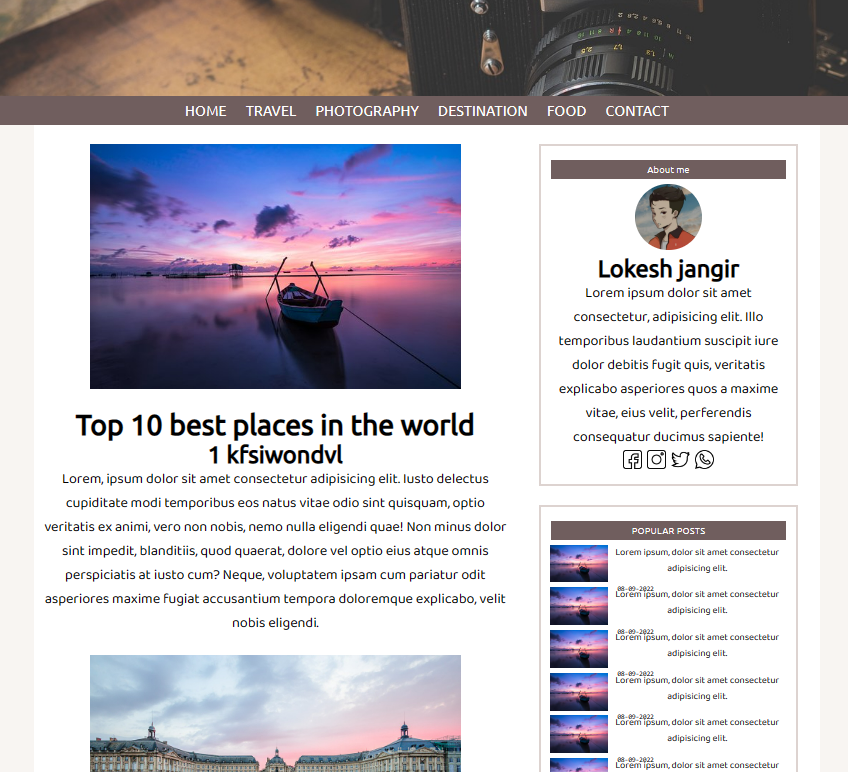 HOME TRAVEL PHOTOGRAPHY DESTINATION FOOD CONTACT
Top 10 best places in the world
1 kfsiwondvl
Lorem, ipsum dolor sit amet consectetur adipisicing elit. Iusto delectus
cupiditate modi temporibus eos natus vitae odio sint quisquam, optio
veritatis ex animi, vero non nobis, nemo nulla eligendi quae! Non minus dolor
sint impedit, blanditiis, quod quaerat, dolore vel optio eius atque omnis
perspiciatis at iusto cum? Neque, voluptatem ipsam cum pariatur odit
asperiores maxime fugiat accusantium tempora doloremque explicabo, velit
nobis eligendi.
About me
Lokesh jangir
Lorem ipsum dolor sit amet
consectetur, adipisicing elit. Illo
temporibus laudantium suscipit iure
dolor debitis fugit quis, veritatis
explicabo asperiores quos a maxime
vitae, eius velit, perferendis
consequatur ducimus sapiente!
POPULAR POSTS
Lorem ipsum, dolor sit amet consectetur
adipisicing elit.
08-09-2022
Lorem ipsum, dolor sit amet consectetur
adipisicing elit.
08-09-2022
Lorem ipsum, dolor sit amet consectetur
adipisicing elit.
08-09-2022
Lorem ipsum, dolor sit amet consectetur
adipisicing elit.
08-09-2022
Lorem ipsum, dolor sit amet consectetur
adipisicing elit.
08-09-2022
Lorem ipsum, dolor sit amet consectetur